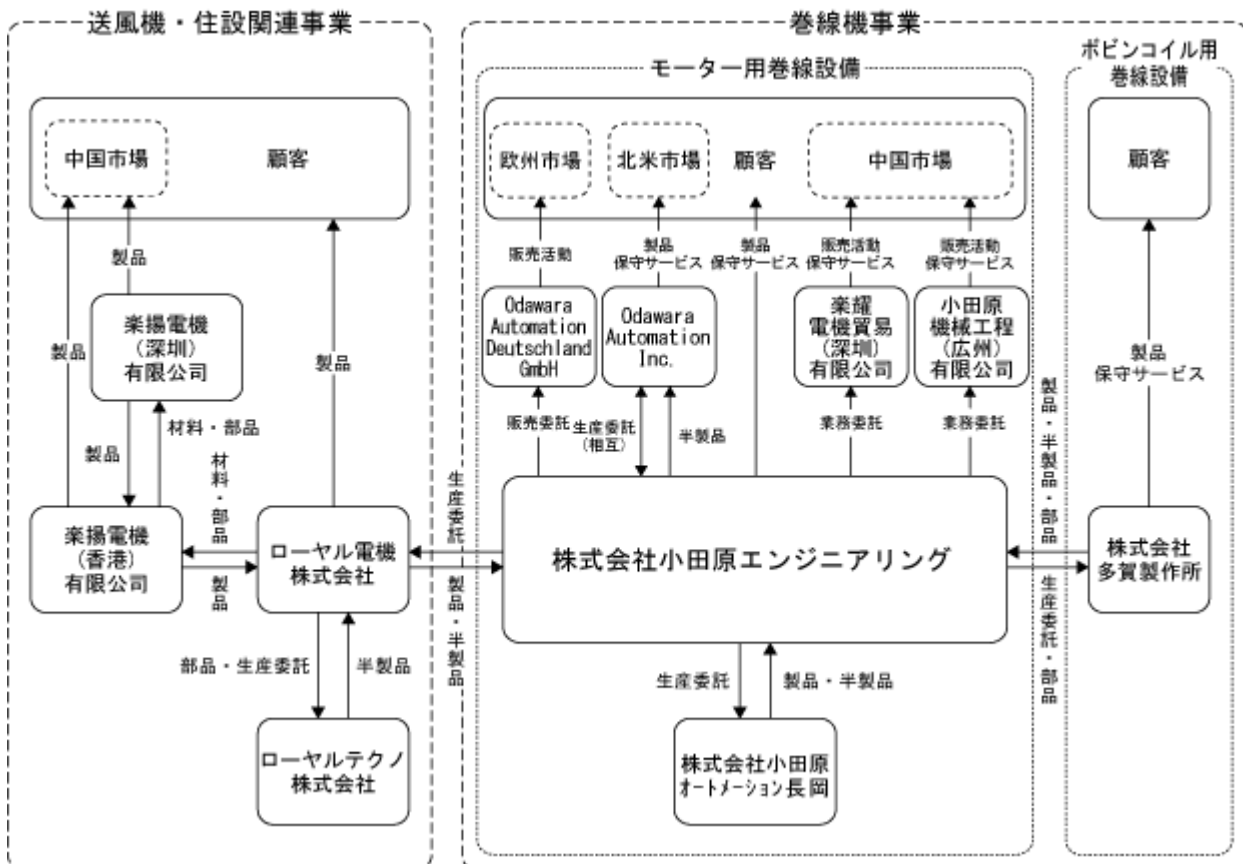 送風機・住設関連事業
中国市場
顧客
製品
製品
楽揚電機
(深圳)
有限公司
製品
製品
材料・部品
楽揚電機
(香港)
有限公司
材料・部品
製品
ローヤル電機
株式会社
部品・生産委託
半製品
ローヤルテクノ
株式会社
生産委託
製品・半製品
巻線機事業
モーター用巻線設備
欧州市場
北米市場
顧客
中国市場
販売活動
製品
保守サービス
製品
保守サービス
販売活動
保守サービス
販売活動
保守サービス
Odawara
Automation
Deutschland
GmbH
Odawara
Automation
Inc.
楽耀
電機貿易
(深圳)
有限公司
小田原
機械工程
(広州)
有限公司
販売委託
生産委託
(相互)
半製品
業務委託
業務委託
株式会社小田原エンジニアリング
生産委託
製品・半製品
株式会社小田原
オートメーション長岡
製品・半製品・部品
生産委託・部品
ボビンコイル用
巻線設備
顧客
製品
保守サービス
株式会社
多賀製作所